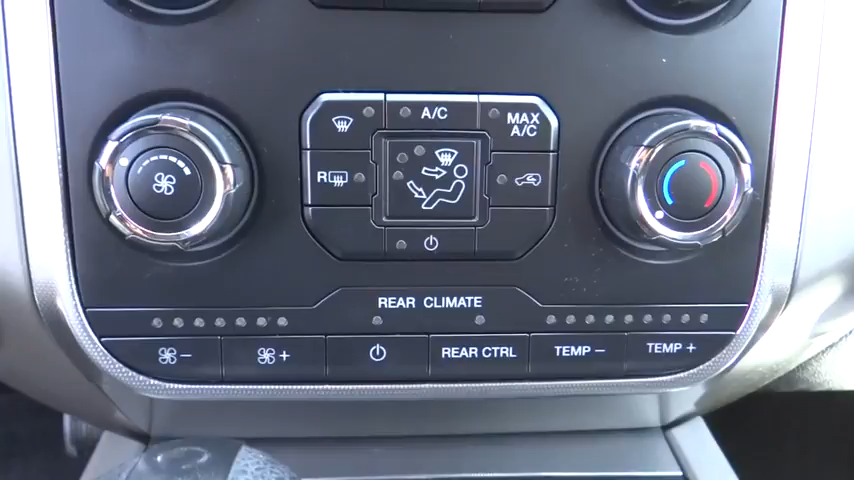 A/C
MAX
A/C
R
REAR CLIMATE
−
+
REAR CTRL
TEMP −
TEMP +